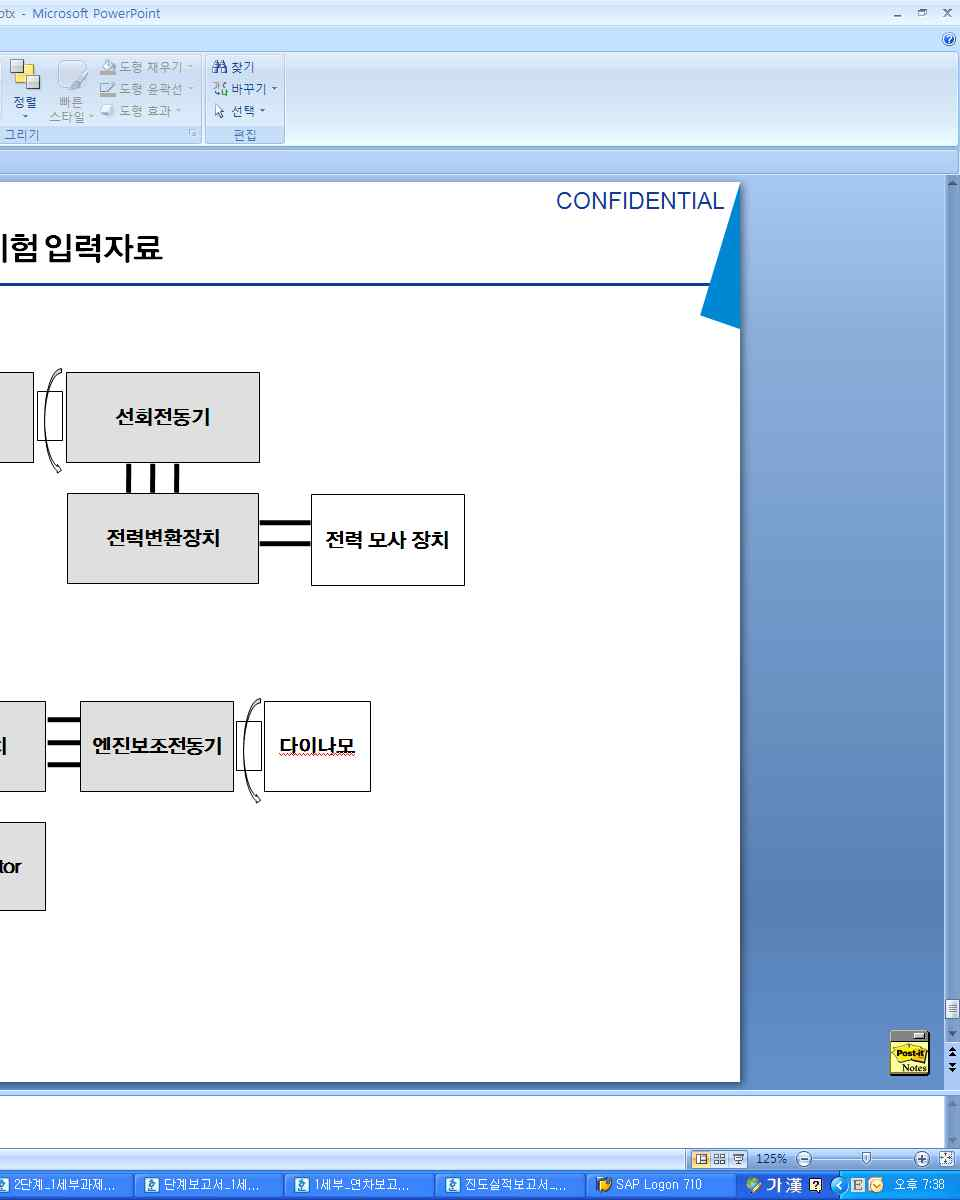 otx - Microsoft PowerPoint
정렬
빠른
스타일
도형 채우기
도형 윤곽선
도형 효과
그리기
찾기
바꾸기
선택
편집
CONFIDENTIAL
시험 입력자료
선회전동기
전력변환장치
전력 모사 장치
치
엔진보조전동기
다이나모
tor
Post-it
Notes
125%
2단계_1세부과제...
단계보고서_1세...
1세부_연차보고...
진도실적보고서_...
SAP Logon 710
가 漢
오후 7:38